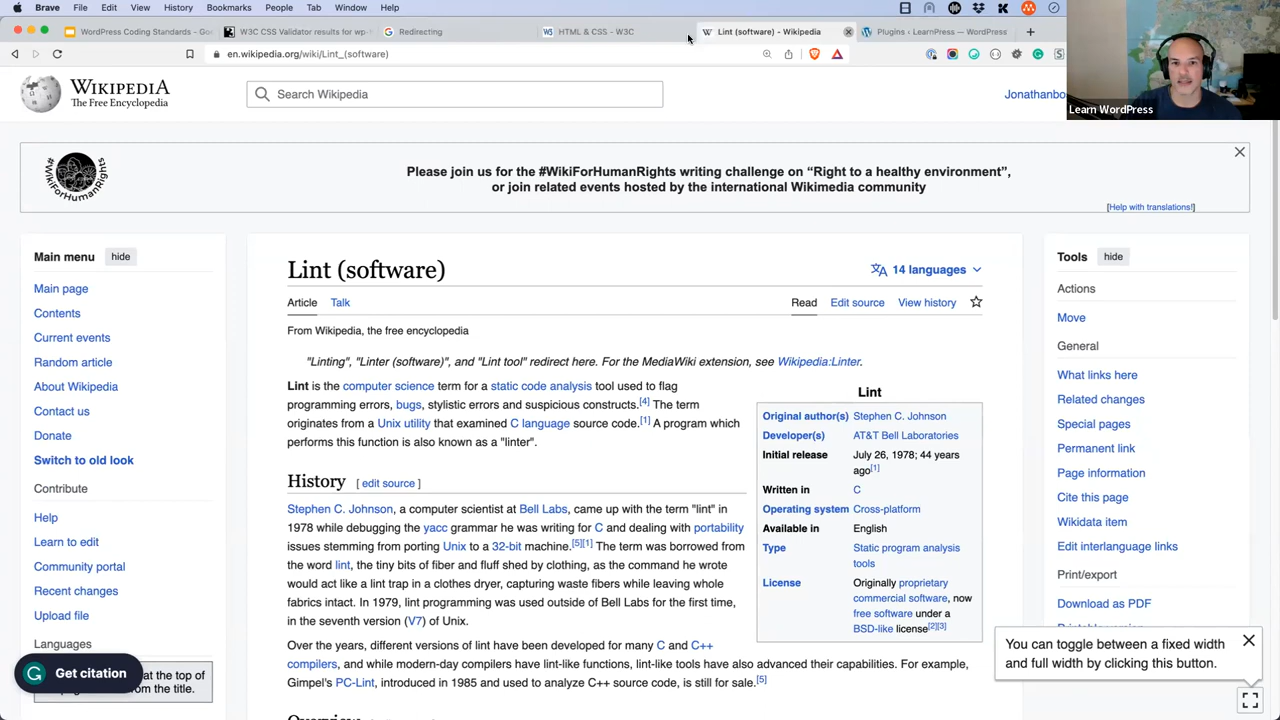 Brave File Edit View History Bookmarks People Tab Window Help
WordPress Coding Standards - Go
W3C CSS Validator results for wp-
Redirecting
HTML & CSS - W3C
Lint (software) - Wikipedia
Plugins ‹ LearnPress — WordPress
en.wikipedia.org/wiki/Lint_(software)
WIKIPEDIA
The Free Encyclopedia
Search Wikipedia
Jonathanbo
Learn WordPress
#WikiForHumanRights
Please join us for the #WikiForHumanRights writing challenge on “Right to a healthy environment”,
or join related events hosted by the international Wikimedia community
[Help with translations!]
Main menu hide
Main page
Contents
Current events
Random article
About Wikipedia
Contact us
Donate
Switch to old look
Contribute
Help
Learn to edit
Community portal
Recent changes
Upload file
Languages
at the top of
from the title.
Get citation
Lint (software)
14 languages
Article Talk Read Edit source View history
From Wikipedia, the free encyclopedia
"Linting", "Linter (software)", and "Lint tool" redirect here. For the MediaWiki extension, see Wikipedia:Linter.
Lint is the computer science term for a static code analysis tool used to flag
programming errors, bugs, stylistic errors and suspicious constructs.[4] The term
originates from a Unix utility that examined C language source code.[1] A program which
performs this function is also known as a "linter".
History [ edit source ]
Stephen C. Johnson, a computer scientist at Bell Labs, came up with the term "lint" in
1978 while debugging the yacc grammar he was writing for C and dealing with portability
issues stemming from porting Unix to a 32-bit machine.[5][1] The term was borrowed from
the word lint, the tiny bits of fiber and fluff shed by clothing, as the command he wrote
would act like a lint trap in a clothes dryer, capturing waste fibers while leaving whole
fabrics intact. In 1979, lint programming was used outside of Bell Labs for the first time,
in the seventh version (V7) of Unix.
Over the years, different versions of lint have been developed for many C and C++
compilers, and while modern-day compilers have lint-like functions, lint-like tools have also advanced their capabilities. For example,
Gimpel's PC-Lint, introduced in 1985 and used to analyze C++ source code, is still for sale.[5]
Lint
Original author(s) Stephen C. Johnson
Developer(s) AT&T Bell Laboratories
Initial release July 26, 1978; 44 years
ago[1]
Written in C
Operating system Cross-platform
Available in English
Type Static program analysis
tools
License Originally proprietary
commercial software, now
free software under a
BSD-like license[2][3]
Tools hide
Actions
Move
General
What links here
Related changes
Special pages
Permanent link
Page information
Cite this page
Wikidata item
Edit interlanguage links
Print/export
Download as PDF
You can toggle between a fixed width
and full width by clicking this button.